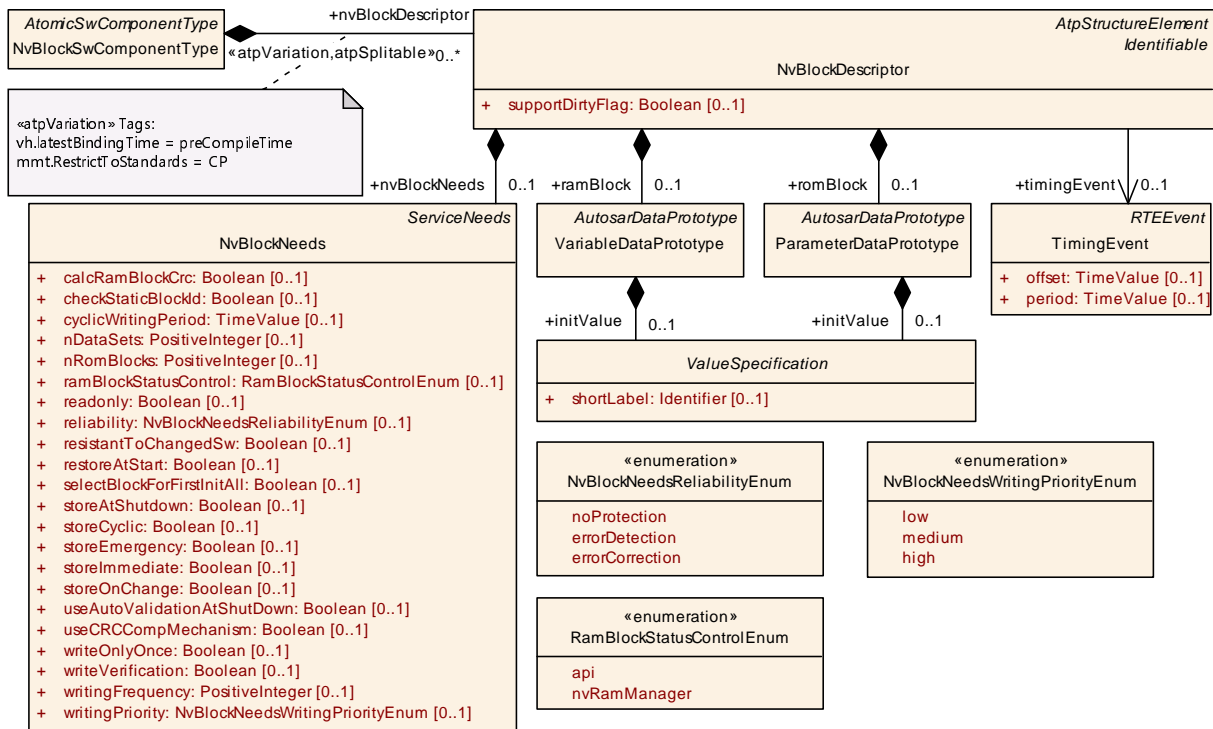 AtomicSwComponentType
NvBlockSwComponentType
+nvBlockDescriptor
«atpVariation,atpSplitable»
0..*
AtpStructureElement
Identifiable
NvBlockDescriptor
+ supportDirtyFlag: Boolean [0..1]
«atpVariation» Tags:
vh.latestBindingTime = preCompileTime
mmt.RestrictToStandards = CP
+nvBlockNeeds
0..1
+ramBlock
0..1
+romBlock
0..1
+timingEvent
0..1
ServiceNeeds
NvBlockNeeds
+ calcRamBlockCrc: Boolean [0..1]
+ checkStaticBlockId: Boolean [0..1]
+ cyclicWritingPeriod: TimeValue [0..1]
+ nDataSets: PositiveInteger [0..1]
+ nRomBlocks: PositiveInteger [0..1]
+ ramBlockStatusControl: RamBlockStatusControlEnum [0..1]
+ readonly: Boolean [0..1]
+ reliability: NvBlockNeedsReliabilityEnum [0..1]
+ resistantToChangedSw: Boolean [0..1]
+ restoreAtStart: Boolean [0..1]
+ selectBlockForFirstInitAll: Boolean [0..1]
+ storeAtShutdown: Boolean [0..1]
+ storeCyclic: Boolean [0..1]
+ storeEmergency: Boolean [0..1]
+ storeImmediate: Boolean [0..1]
+ storeOnChange: Boolean [0..1]
+ useAutoValidationAtShutDown: Boolean [0..1]
+ useCRCCompMechanism: Boolean [0..1]
+ writeOnlyOnce: Boolean [0..1]
+ writeVerification: Boolean [0..1]
+ writingFrequency: PositiveInteger [0..1]
+ writingPriority: NvBlockNeedsWritingPriorityEnum [0..1]
AutosarDataPrototype
VariableDataPrototype
AutosarDataPrototype
ParameterDataPrototype
RTEEvent
TimingEvent
+ offset: TimeValue [0..1]
+ period: TimeValue [0..1]
+initValue
0..1
+initValue
0..1
ValueSpecification
+ shortLabel: Identifier [0..1]
«enumeration»
NvBlockNeedsReliabilityEnum
noProtection
errorDetection
errorCorrection
«enumeration»
NvBlockNeedsWritingPriorityEnum
low
medium
high
«enumeration»
RamBlockStatusControlEnum
api
nvRamManager